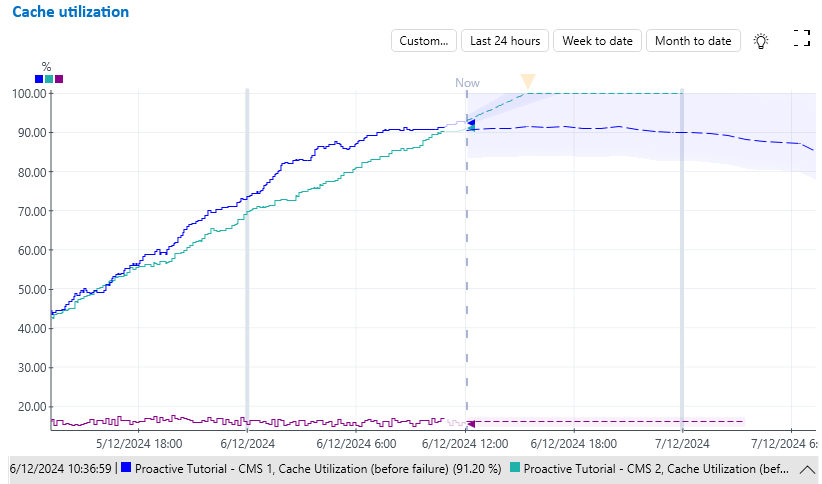 Cache utilization
Custom... Last 24 hours Week to date Month to date
%
Now
100.00
90.00
80.00
70.00
60.00
50.00
40.00
30.00
20.00
5/12/2024 18:00 6/12/2024 6/12/2024 6:00 6/12/2024 12:00 6/12/2024 18:00 7/12/2024 7/12/2024 6:
6/12/2024 10:36:59 | Proactive Tutorial - CMS 1, Cache Utilization (before failure) (91.20 %) Proactive Tutorial - CMS 2, Cache Utilization (bef...